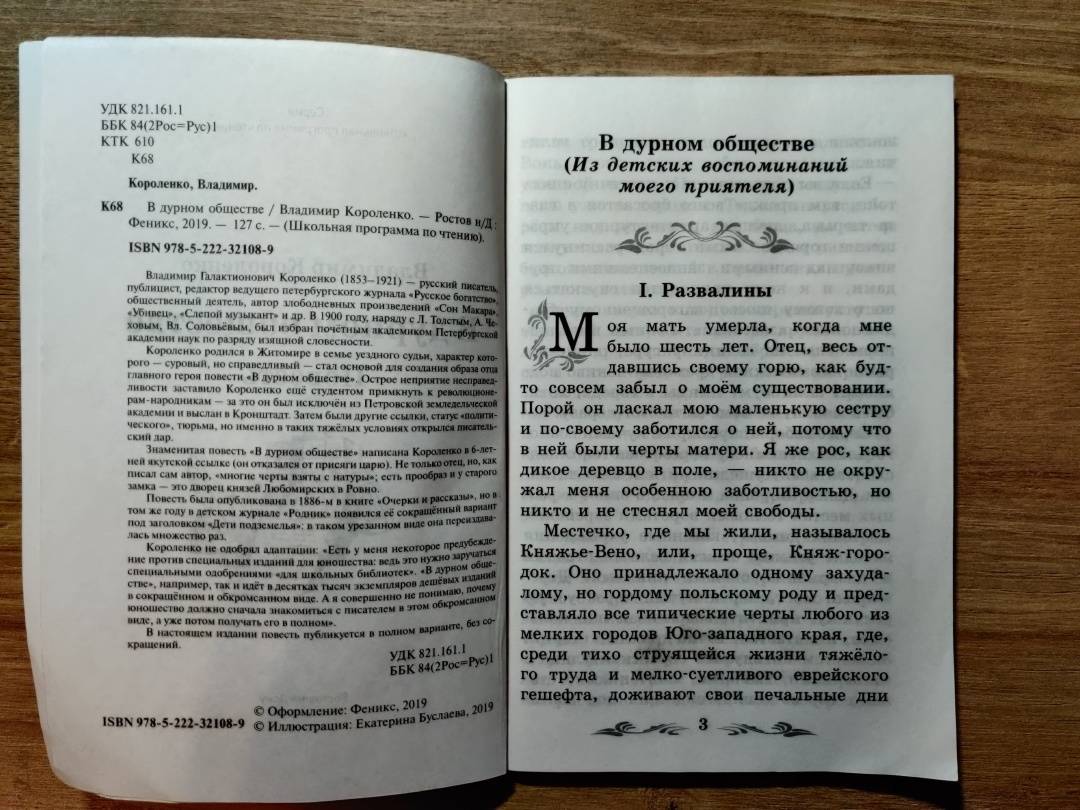 УДК 821.161.1
ББК 84(2Рос=Рус)1
КТК 610
К68
Короленко, Владимир.
К68 В дурном обществе / Владимир Короленко. — Ростов н/Д :
Феникс, 2019. — 127 с. — (Школьная программа по чтению).
ISBN 978-5-222-32108-9
Владимир Галактионович Короленко (1853–1921) — русский писатель,
публицист, редактор ведущего петербургского журнала «Русское богатство»,
общественный деятель, автор злободневных произведений «Сон Макара»,
«Убивец», «Слепой музыкант» и др. В 1900 году, наряду с Л. Толстым, А. Че-
ховым, Вл. Соловьёвым, был избран почётным академиком Петербургской
академии наук по разряду изящной словесности.
Короленко родился в Житомире в семье уездного судьи, характер кото-
рого — суровый, но справедливый — стал основой для создания образа отца
главного героя повести «В дурном обществе». Острое неприятие несправед-
ливости заставило Короленко ещё студентом примкнуть к революционе-
рам-народникам — за это он был исключён из Петровской земледельческой
академии и выслан в Кронштадт. Затем были другие ссылки, статус «полити-
ческого», тюрьма, но именно в таких тяжёлых условиях открылся писатель-
ский дар.
Знаменитая повесть «В дурном обществе» написана Короленко в 6-лет-
ней якутской ссылке (он отказался от присяги царю). Не только отец, но, как
писал сам автор, «многие черты взяты с натуры»; есть прообраз и у старого
замка — это дворец князей Любомирских в Ровно.
Повесть была опубликована в 1886-м в книге «Очерки и рассказы», но в
том же году в детском журнале «Родник» появился её сокращённый вариант
под заголовком «Дети подземелья»: в таком урезанном виде она переиздава-
лась множество раз.
Короленко не одобрял адаптации: «Есть у меня некоторое предубежде-
ние против специальных изданий для юношества: ведь это нужно заручаться
специальными одобрениями «для школьных библиотек». «В дурном обще-
стве», например, так и идёт в десятках тысяч экземпляров дешёвых изданий
в сокращённом и обкромсанном виде. А я совершенно не понимаю, почему
юношество должно сначала знакомиться с писателем в этом обкромсанном
виде, а уже потом получать его в полном».
В настоящем издании повесть публикуется в полном варианте, без со-
кращений.
УДК 821.161.1
ББК 84(2Рос=Рус)1
ISBN 978-5-222-32108-9
© Оформление: Феникс, 2019
© Иллюстрация: Екатерина Буслаева, 2019
В дурном обществе
(Из детских воспоминаний
моего приятеля)
I. Развалины
Моя мать умерла, когда мне
было шесть лет. Отец, весь от-
давшись своему горю, как буд-
то совсем забыл о моём существовании.
Порой он ласкал мою маленькую сестру
и по-своему заботился о ней, потому что
в ней были черты матери. Я же рос, как
дикое деревцо в поле, — никто не окру-
жал меня особенною заботливостью, но
никто и не стеснял моей свободы.
Местечко, где мы жили, называлось
Княжье-Вено, или, проще, Княж-горо-
док. Оно принадлежало одному захуда-
лому, но гордому польскому роду и пред-
ставляло все типические черты любого из
мелких городов Юго-западного края, где,
среди тихо струящейся жизни тяжёло-
го труда и мелко-суетливого еврейского
гешефта, доживают свои печальные дни
3